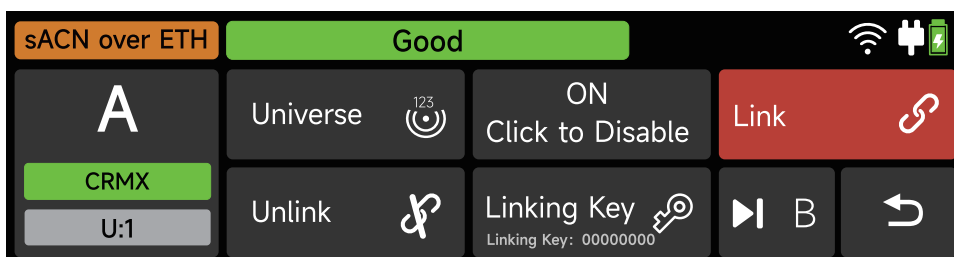 sACN over ETH
Good
A
CRMX
U:1
Universe
123
ON
Click to Disable
Link
Unlink
Linking Key
Linking Key: 00000000
B